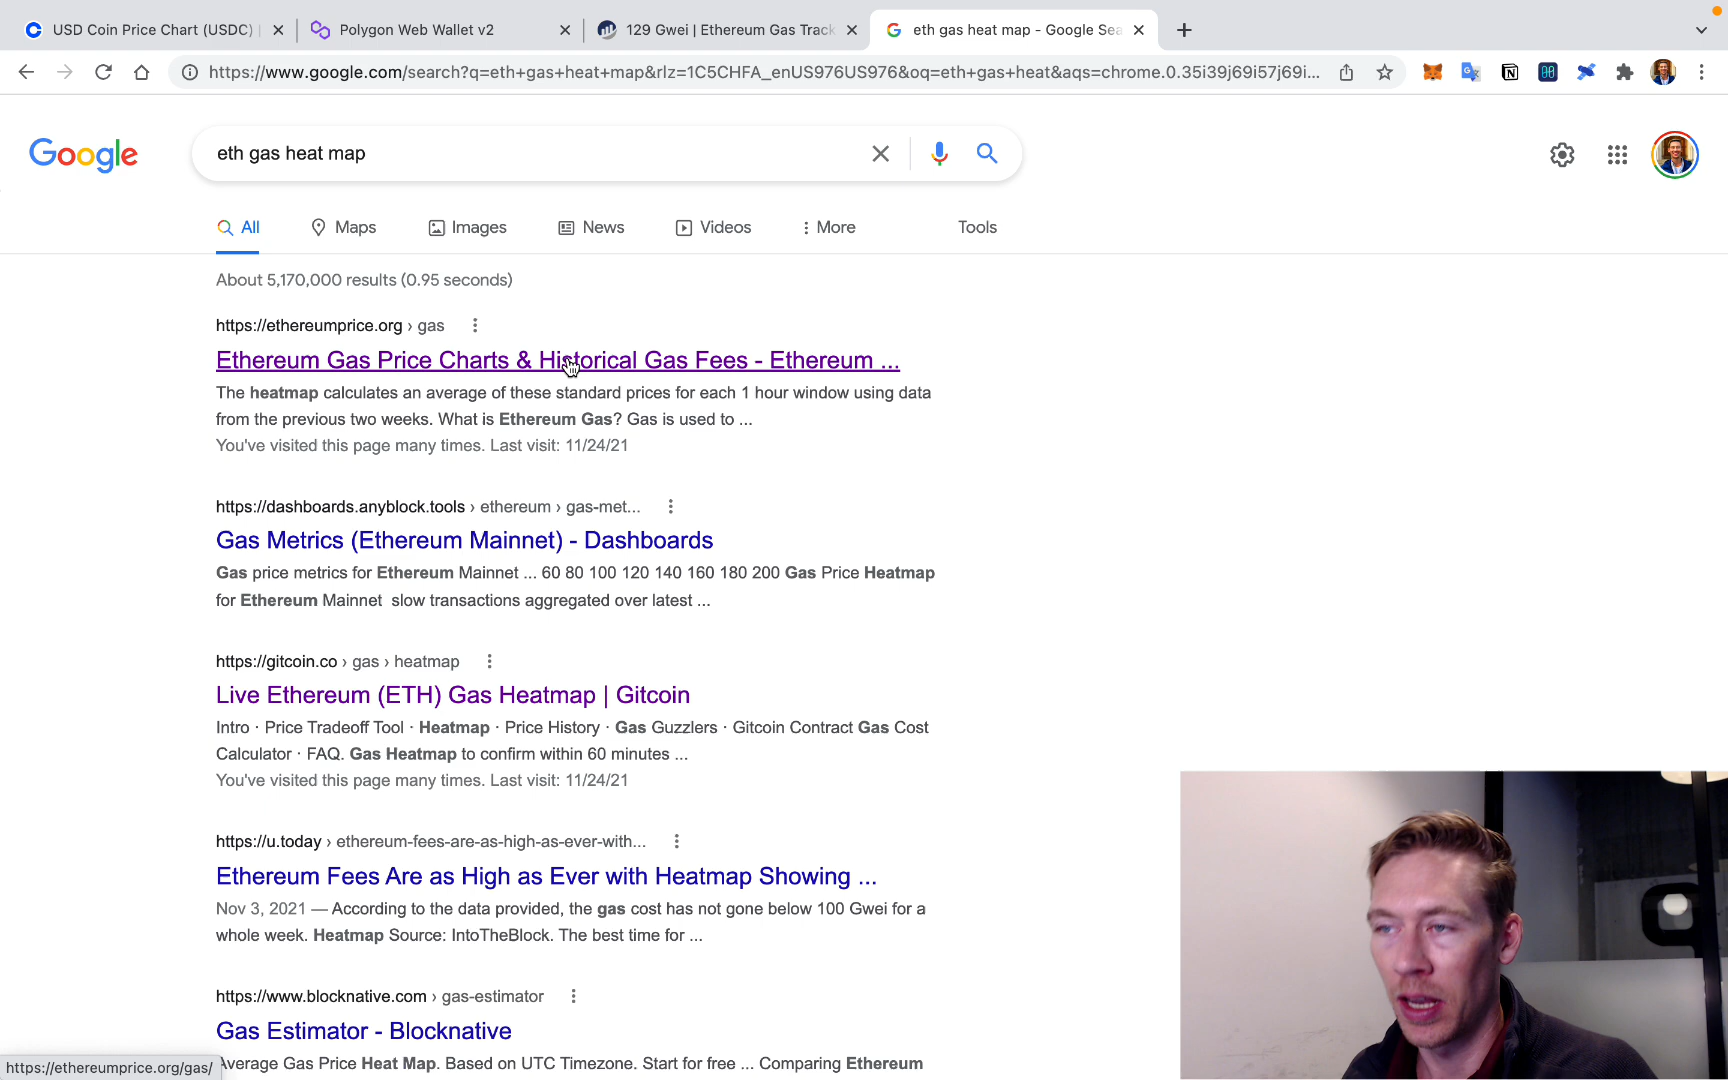 USD Coin Price Chart (USDC) |
Polygon Web Wallet v2
129 Gwei | Ethereum Gas Track
eth gas heat map - Google Sea
https://www.google.com/search?q=eth+gas+heat+map&rlz=1C5CHFA_enUS976US976&oq=eth+gas+heat&aqs=chrome.0.35i39j69i57j69i...
Google
eth gas heat map
All
Maps
Images
News
Videos
More
Tools
About 5,170,000 results (0.95 seconds)
https://ethereumprice.org › gas
Ethereum Gas Price Charts & Historical Gas Fees - Ethereum ...
The heatmap calculates an average of these standard prices for each 1 hour window using data
from the previous two weeks. What is Ethereum Gas? Gas is used to ...
You've visited this page many times. Last visit: 11/24/21
https://dashboards.anyblock.tools › ethereum › gas-met...
Gas Metrics (Ethereum Mainnet) - Dashboards
Gas price metrics for Ethereum Mainnet ... 60 80 100 120 140 160 180 200 Gas Price Heatmap
for Ethereum Mainnet slow transactions aggregated over latest ...
https://gitcoin.co › gas › heatmap
Live Ethereum (ETH) Gas Heatmap | Gitcoin
Intro · Price Tradeoff Tool · Heatmap · Price History · Gas Guzzlers · Gitcoin Contract Gas Cost
Calculator · FAQ. Gas Heatmap to confirm within 60 minutes ...
You've visited this page many times. Last visit: 11/24/21
https://u.today › ethereum-fees-are-as-high-as-ever-with...
Ethereum Fees Are as High as Ever with Heatmap Showing ...
Nov 3, 2021 — According to the data provided, the gas cost has not gone below 100 Gwei for a
whole week. Heatmap Source: IntoTheBlock. The best time for ...
https://www.blocknative.com › gas-estimator
Gas Estimator - Blocknative
Average Gas Price Heat Map. Based on UTC Timezone. Start for free ... Comparing Ethereum
https://ethereumprice.org/gas/